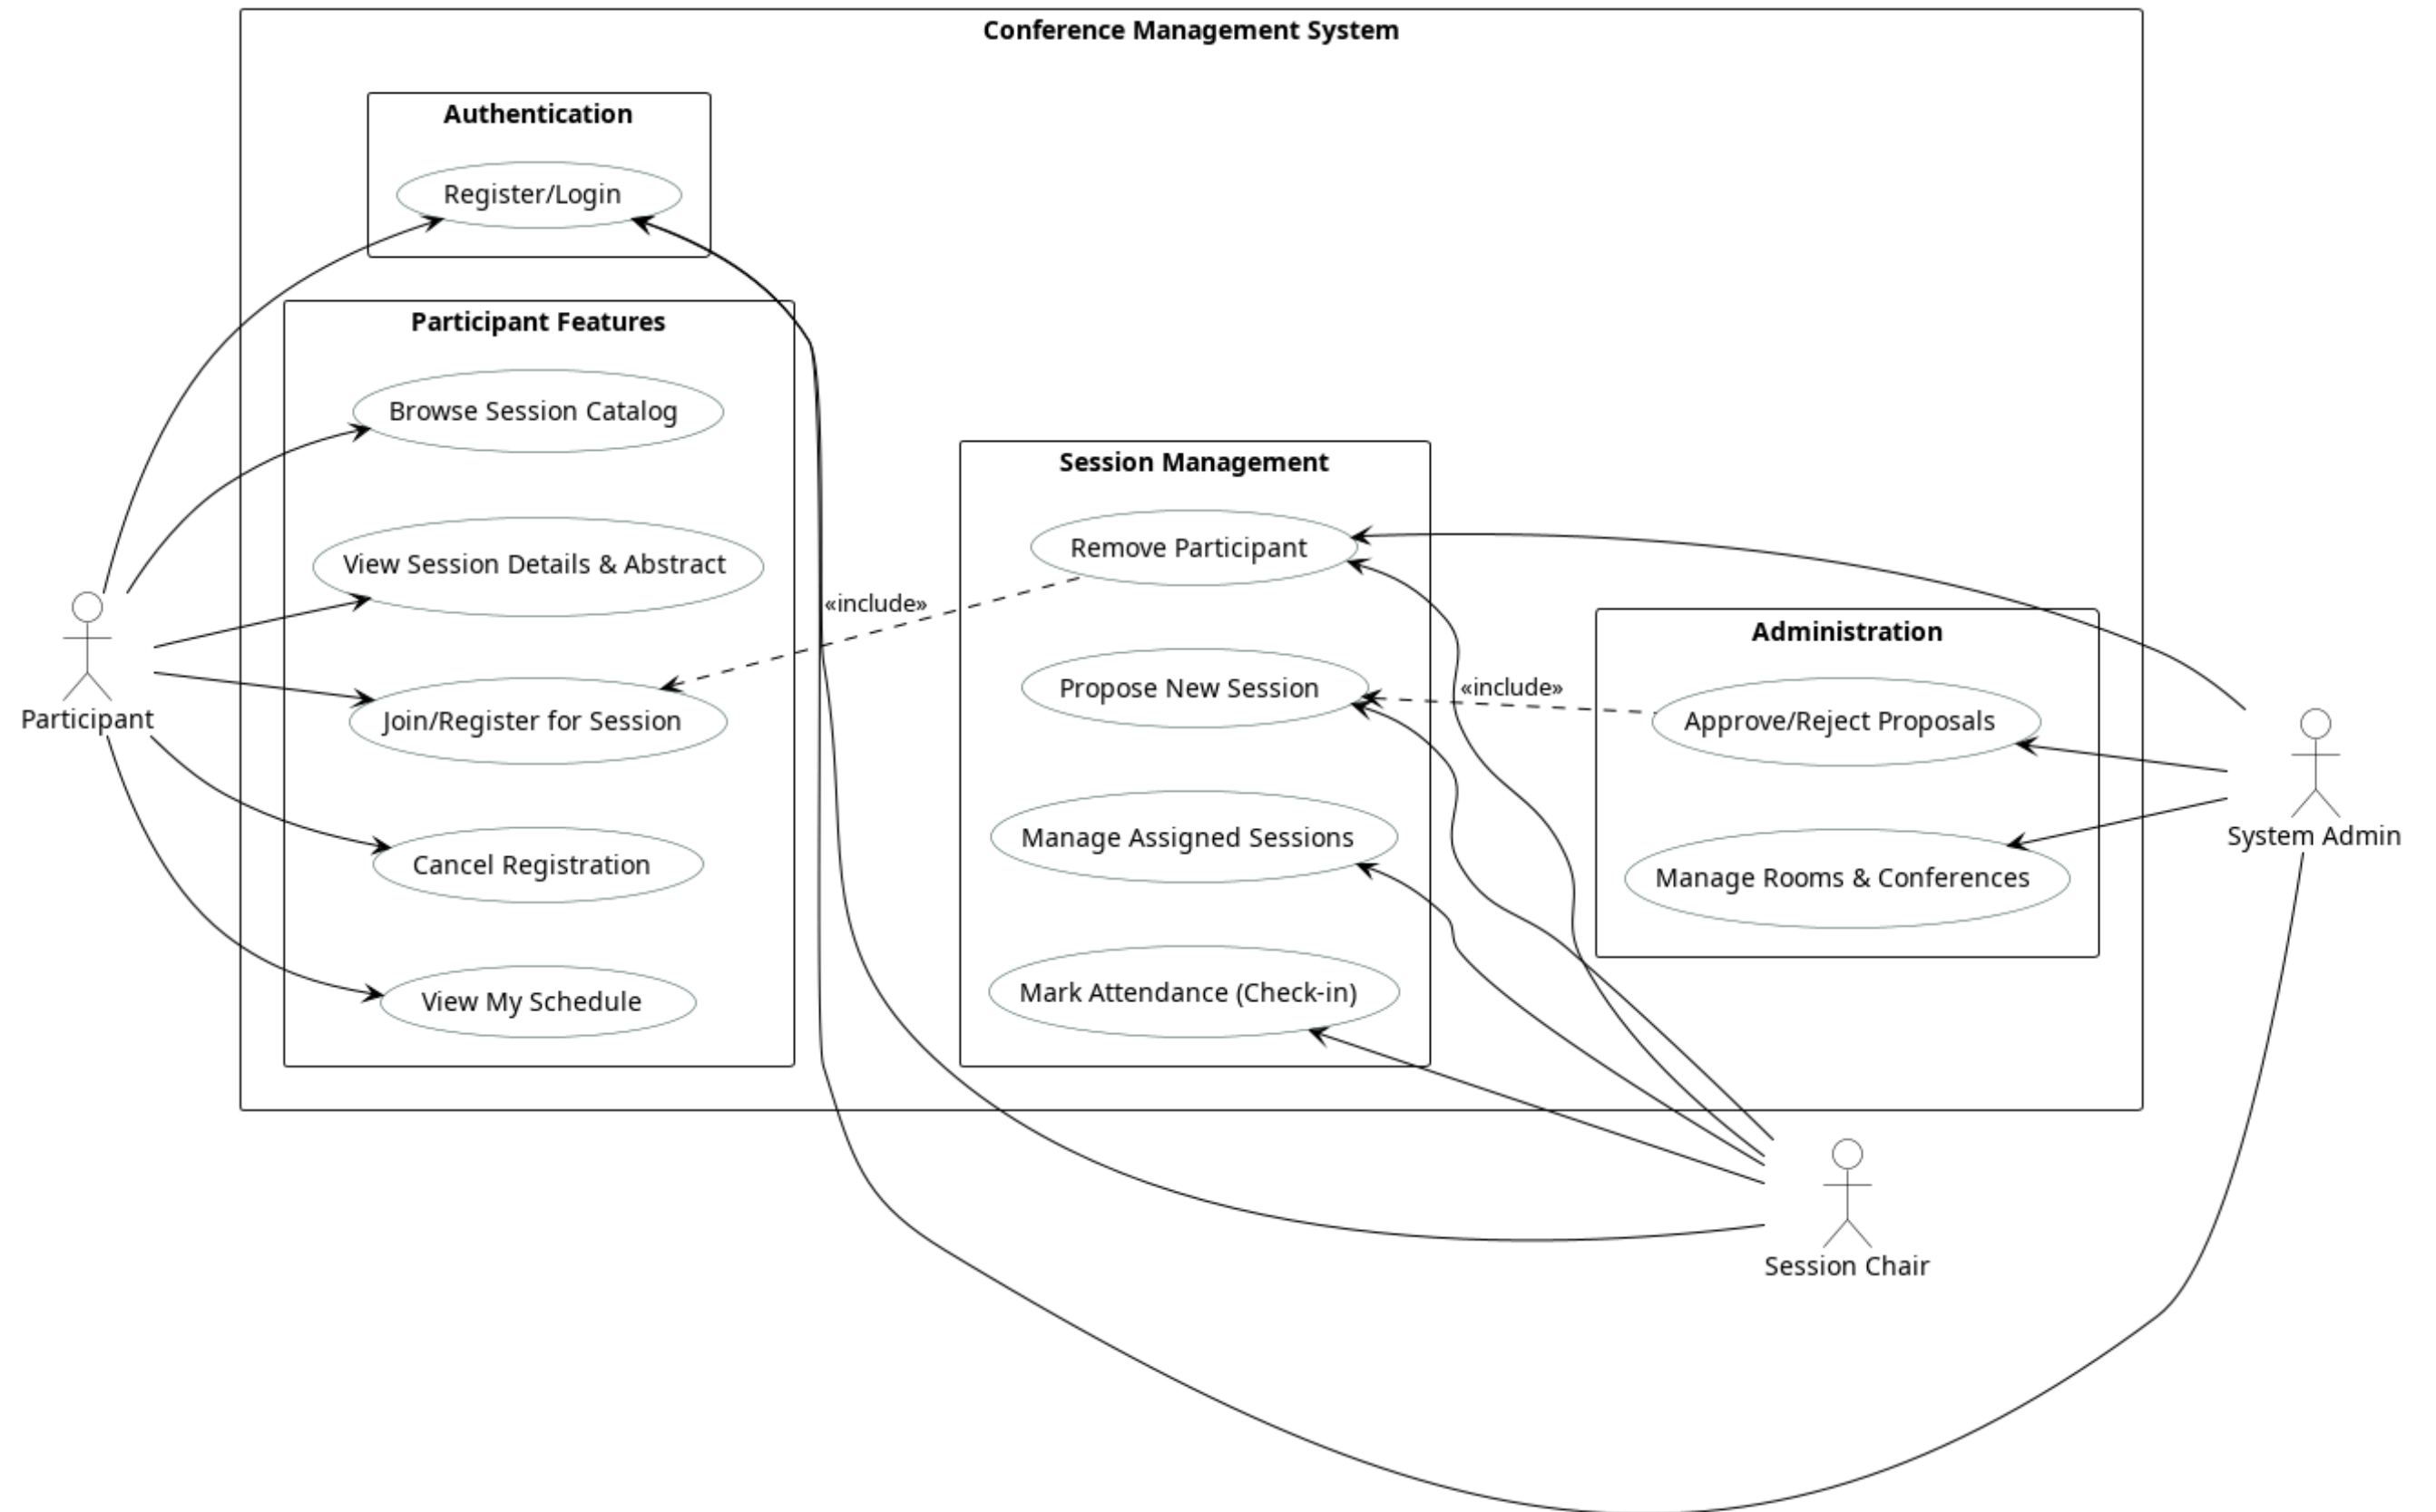 Conference Management System
Authentication
Register/Login
Participant Features
Browse Session Catalog
View Session Details & Abstract
Join/Register for Session
Cancel Registration
View My Schedule
Participant
«include»
Session Management
Remove Participant
Propose New Session
Manage Assigned Sessions
Mark Attendance (Check-in)
«include»
Administration
Approve/Reject Proposals
Manage Rooms & Conferences
System Admin
Session Chair